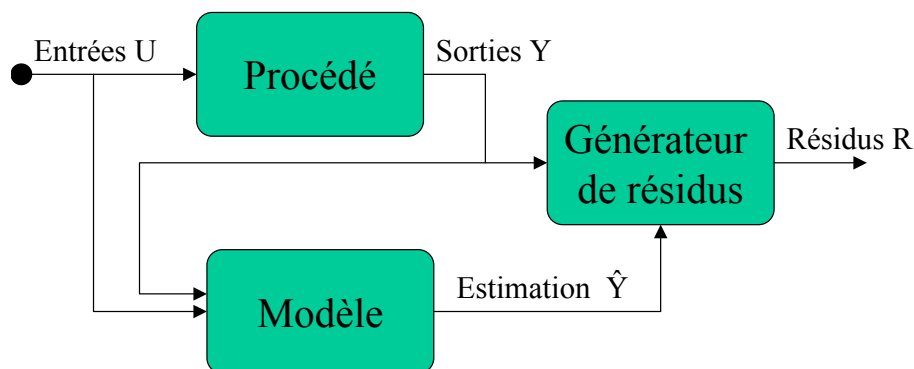 Entrées U
Procédé
Sorties Y
Générateur
de résidus
Résidus R
Modèle
Estimation Ŷ